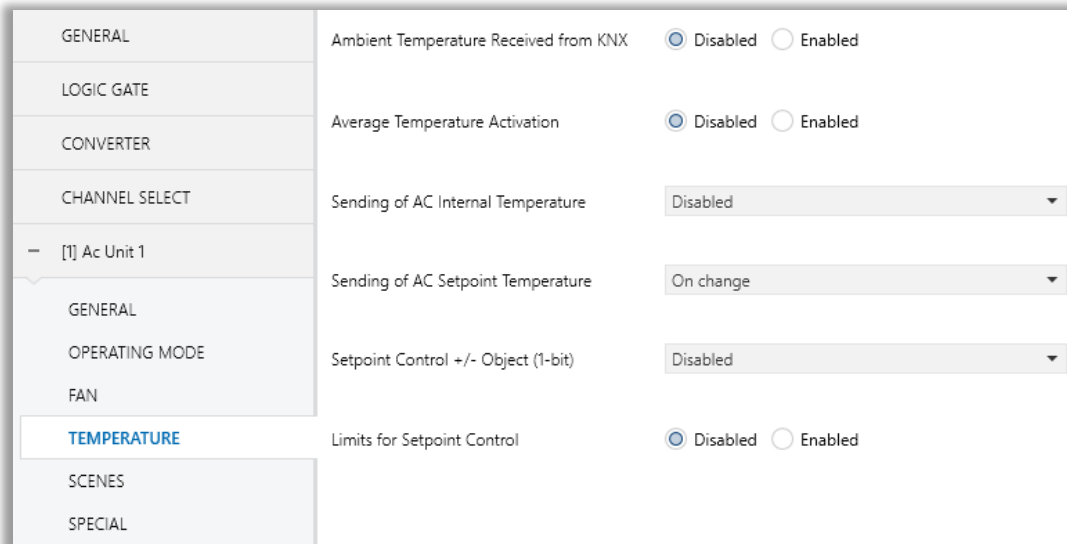 GENERAL
LOGIC GATE
CONVERTER
CHANNEL SELECT
− [1] Ac Unit 1
GENERAL
OPERATING MODE
FAN
TEMPERATURE
SCENES
SPECIAL
Ambient Temperature Received from KNX Disabled Enabled
Average Temperature Activation Disabled Enabled
Sending of AC Internal Temperature Disabled
Sending of AC Setpoint Temperature On change
Setpoint Control +/- Object (1-bit) Disabled
Limits for Setpoint Control Disabled Enabled